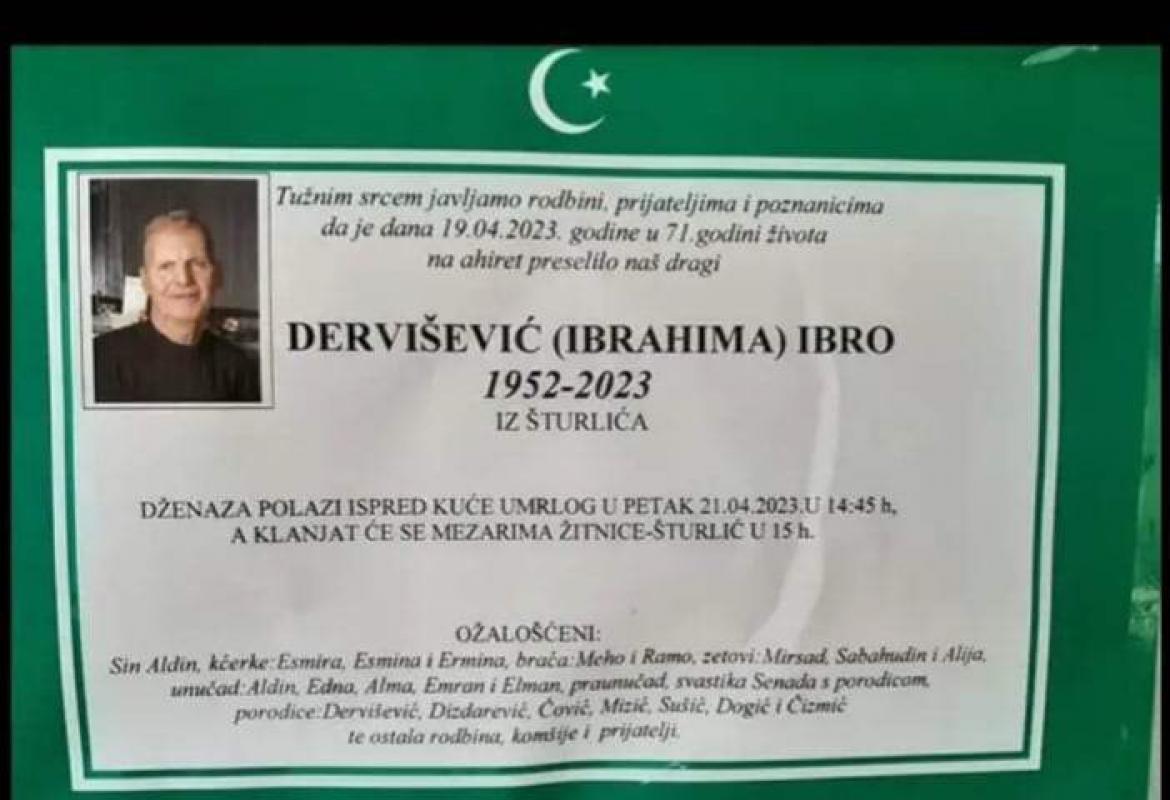 Tužnim srcem javljamo rodbini, prijateljima i poznanicima
da je dana 19.04.2023. godine u 71.godini života
na ahiret preselilo naš dragi
DERVIŠEVIĆ (IBRAHIMA) IBRO
1952-2023
IZ ŠTURLIĆA
DŽENAZA POLAZI ISPRED KUĆE UMRLOG U PETAK 21.04.2023.U 14:45 h,
A KLANJAT ĆE SE MEZARIMA ŽITNICE-ŠTURLIĆ U 15 h.
OŽALOŠĆENI:
Sin Aldin, kćerke:Esmira, Esmina i Ermina, braća:Meho i Ramo, zetovi:Mirsad, Sabahudin i Alija,
unučad:Aldin, Edna, Alma, Emran i Elman, praunučad, svastika Senada s porodicom,
porodice:Dervišević, Dizdarević, Čović, Mizić, Sušić, Dogić i Čizmić
te ostala rodbina, komšije i prijatelji.